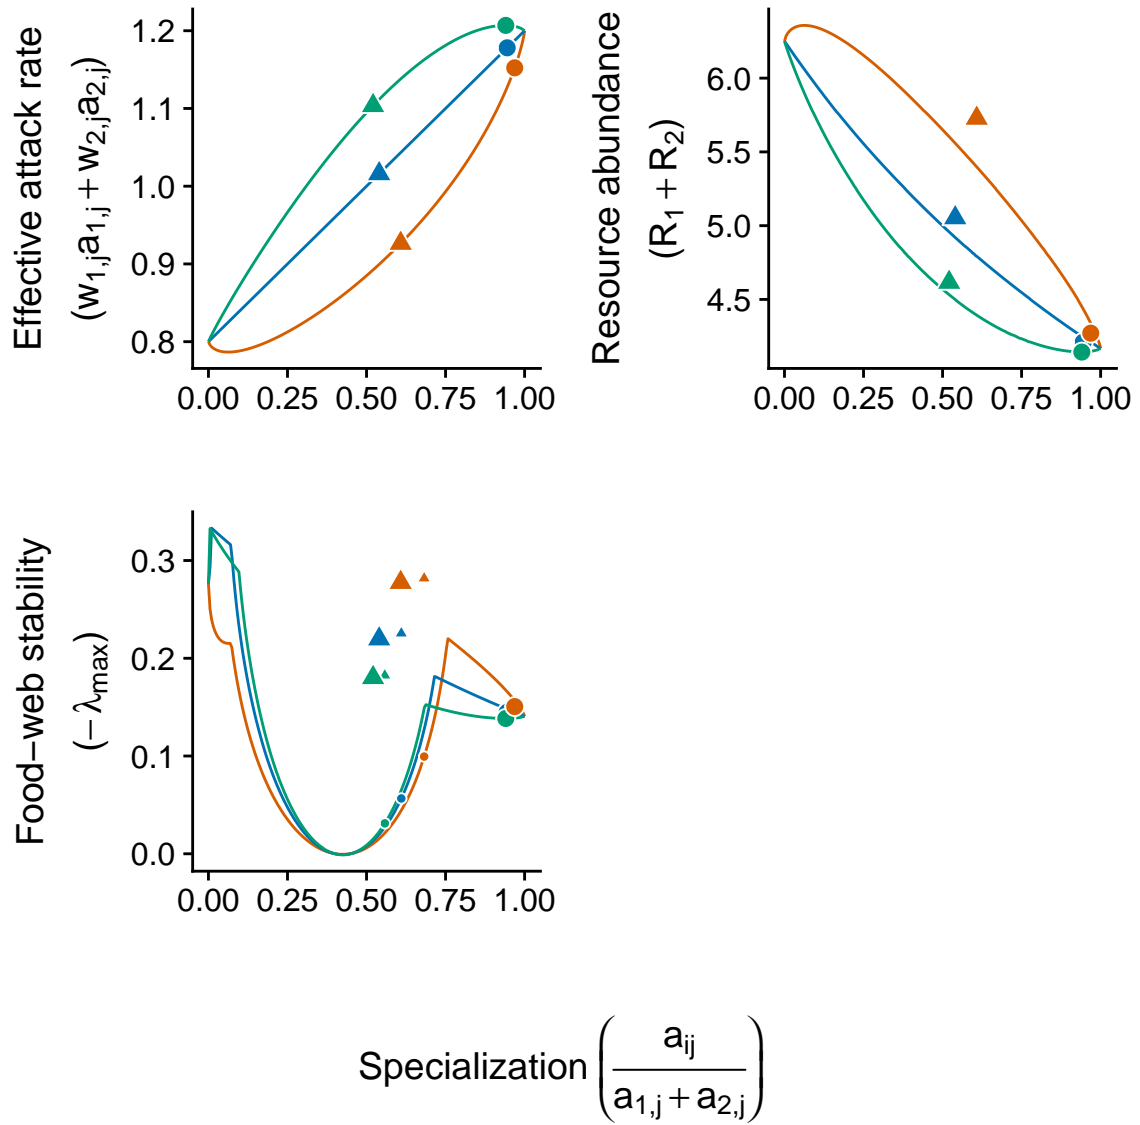 Effective attack rate
(w1,ja1,j + w2,ja2,j)
1.2
1.1
1.0
0.9
0.8
0.00 0.25 0.50 0.75 1.00
Resource abundance
(R1 + R2)
6.0
5.5
5.0
4.5
0.00 0.25 0.50 0.75 1.00
Food−web stability
(− λmax)
0.3
0.2
0.1
0.0
0.00 0.25 0.50 0.75 1.00
Specialization (aij / a1,j + a2,j)